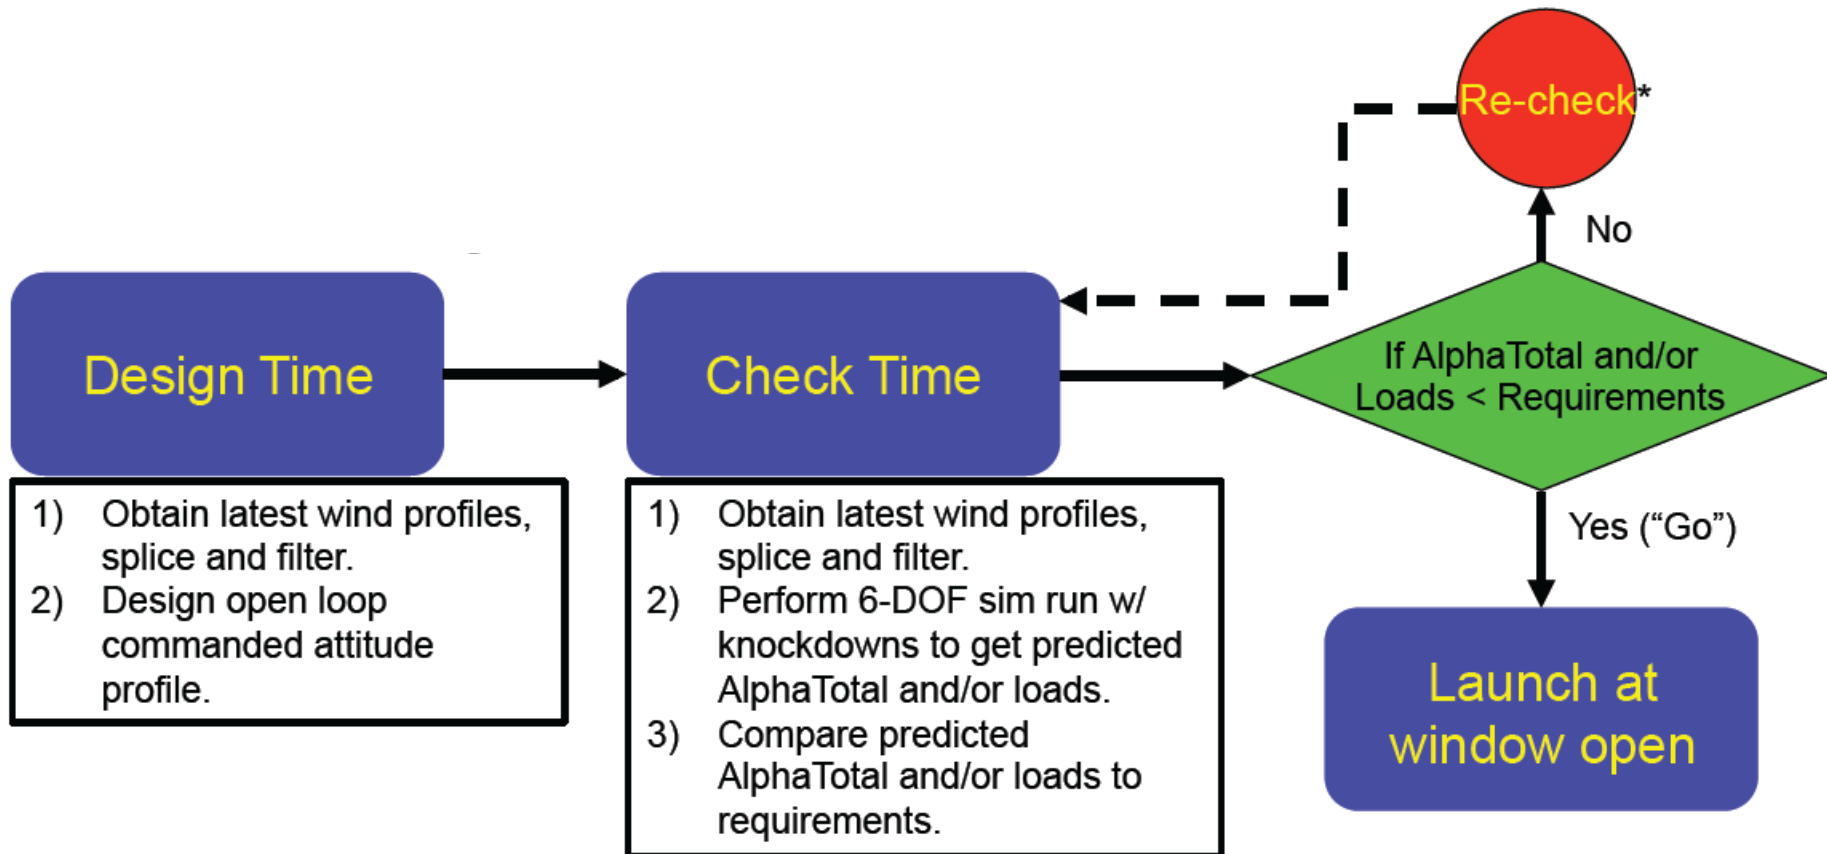 Re-check*
No
Design Time
Check Time
If AlphaTotal and/or
Loads < Requirements
1) Obtain latest wind profiles,
splice and filter.
2) Design open loop
commanded attitude
profile.
1) Obtain latest wind profiles,
splice and filter.
2) Perform 6-DOF sim run w/
knockdowns to get predicted
AlphaTotal and/or loads.
3) Compare predicted
AlphaTotal and/or loads to
requirements.
Yes (“Go”)
Launch at
window open